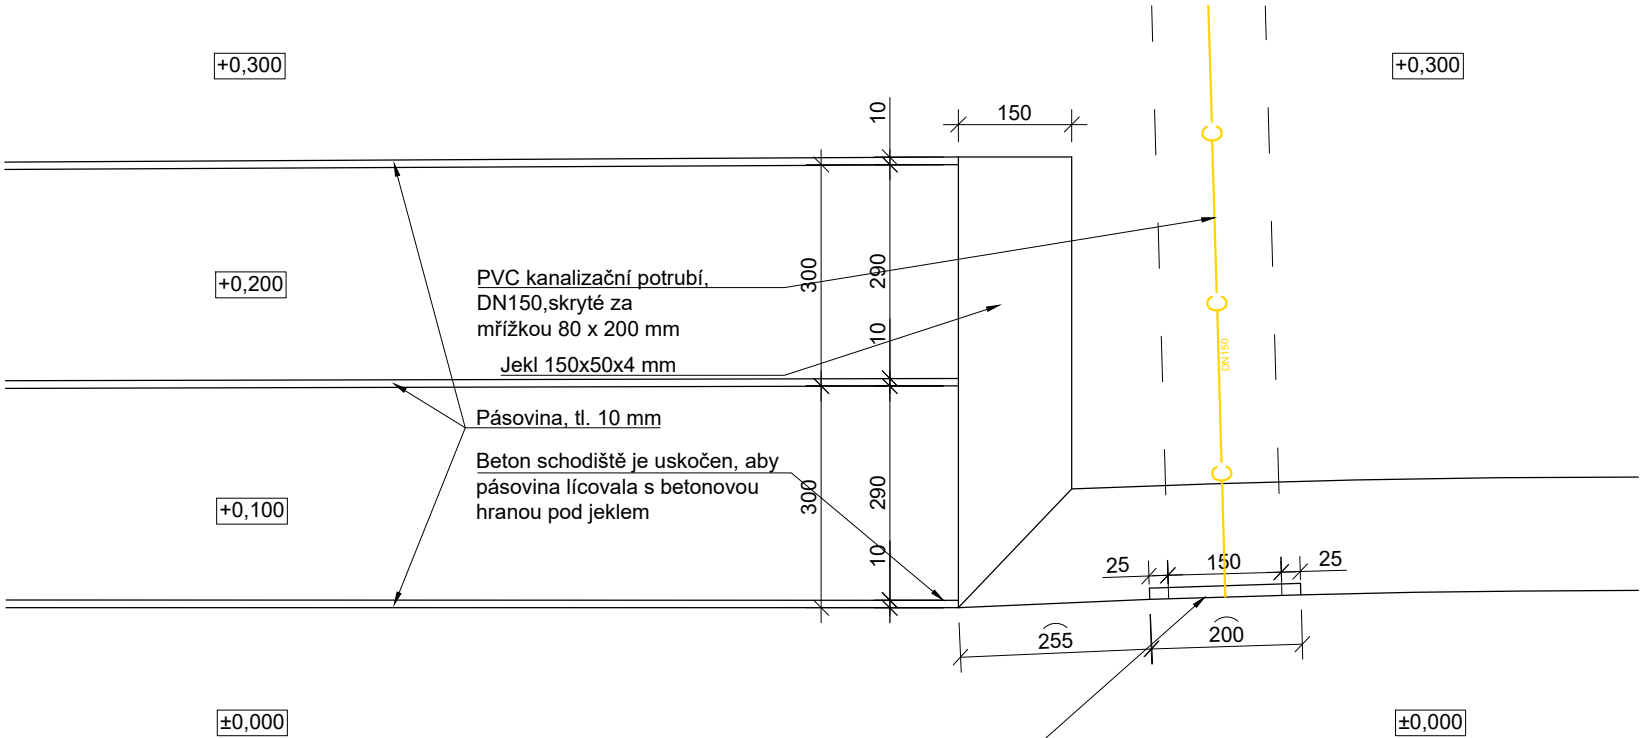 +0,300
+0,300
10
150
+0,200
300
290
PVC kanalizační potrubí,
DN150,skryté za
mřížkou 80 x 200 mm
10
DN150
Jekl 150x50x4 mm
Pásovina, tl. 10 mm
Beton schodiště je uskočen, aby
pásovina lícovala s betonovou
hranou pod jeklem
300
290
+0,100
10
25
150
25
255
200
±0,000
±0,000
C
C
C